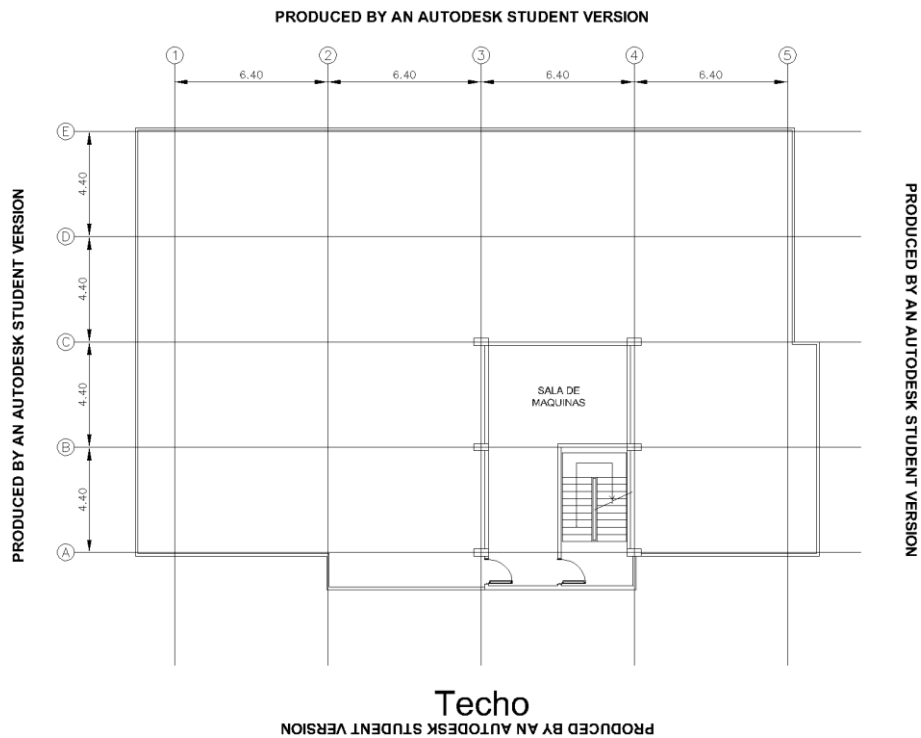 PRODUCED BY AN AUTODESK STUDENT VERSION
1 2 3 4 5
6.40 6.40 6.40 6.40
E
4.40
D
4.40
C
4.40
B
4.40
A
SALA DE
MAQUINAS
PRODUCED BY AN AUTODESK STUDENT VERSION
PRODUCED BY AN AUTODESK STUDENT VERSION
Techo
PRODUCED BY AN AUTODESK STUDENT VERSION